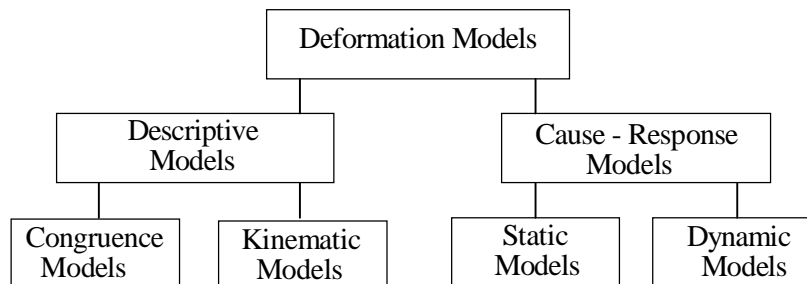 Deformation Models
Descriptive
Models
Cause - Response
Models
Congruence
Models
Kinematic
Models
Static
Models
Dynamic
Models